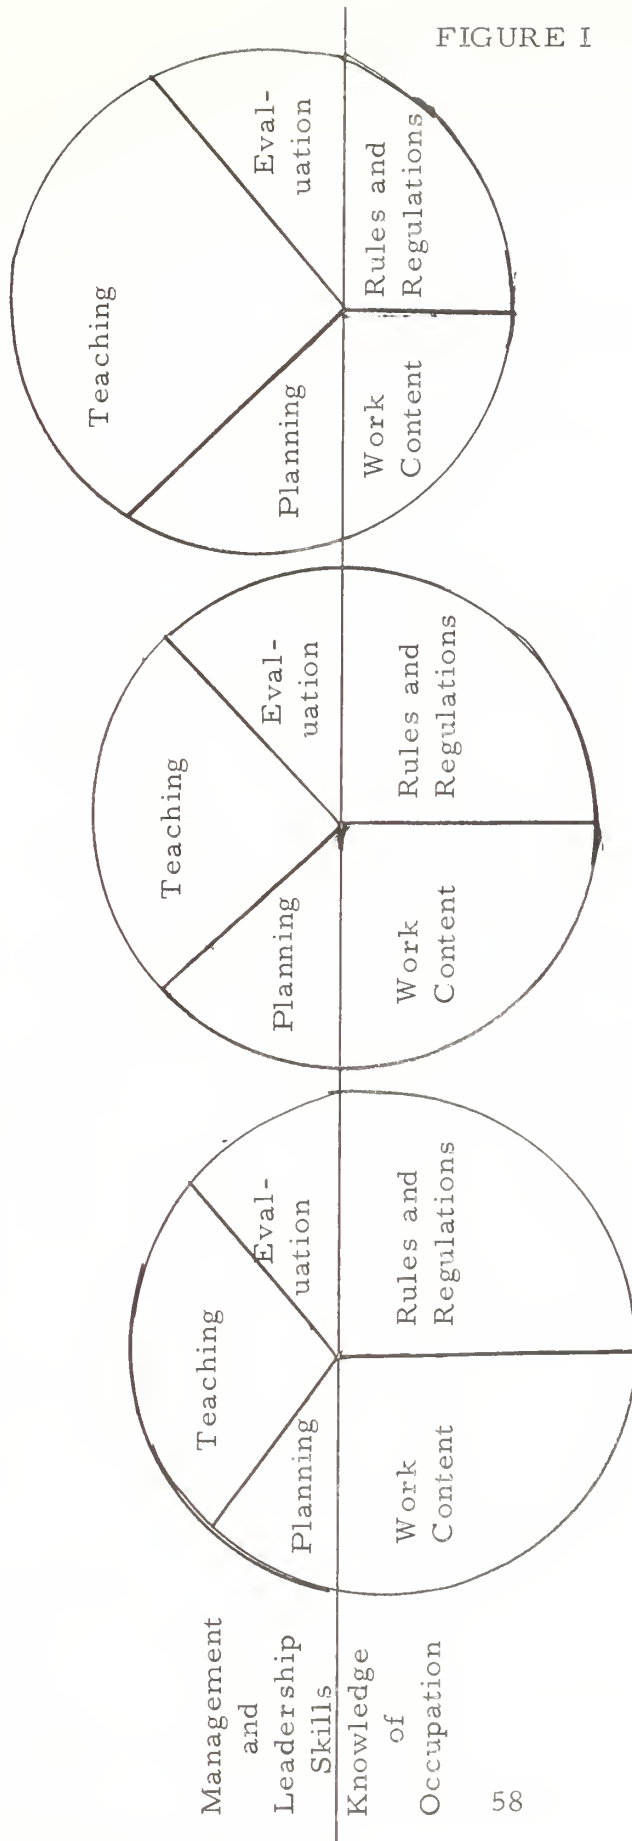 FIGURE I
Management
and
Leadership
Skills
Knowledge
of
Occupation
Planning
Teaching
Eval-
uation
Work
Content
Rules and
Regulations
Planning
Teaching
Eval-
uation
Work
Content
Rules and
Regulations
Planning
Teaching
Eval-
uation
Work
Content
Rules and
Regulations
58